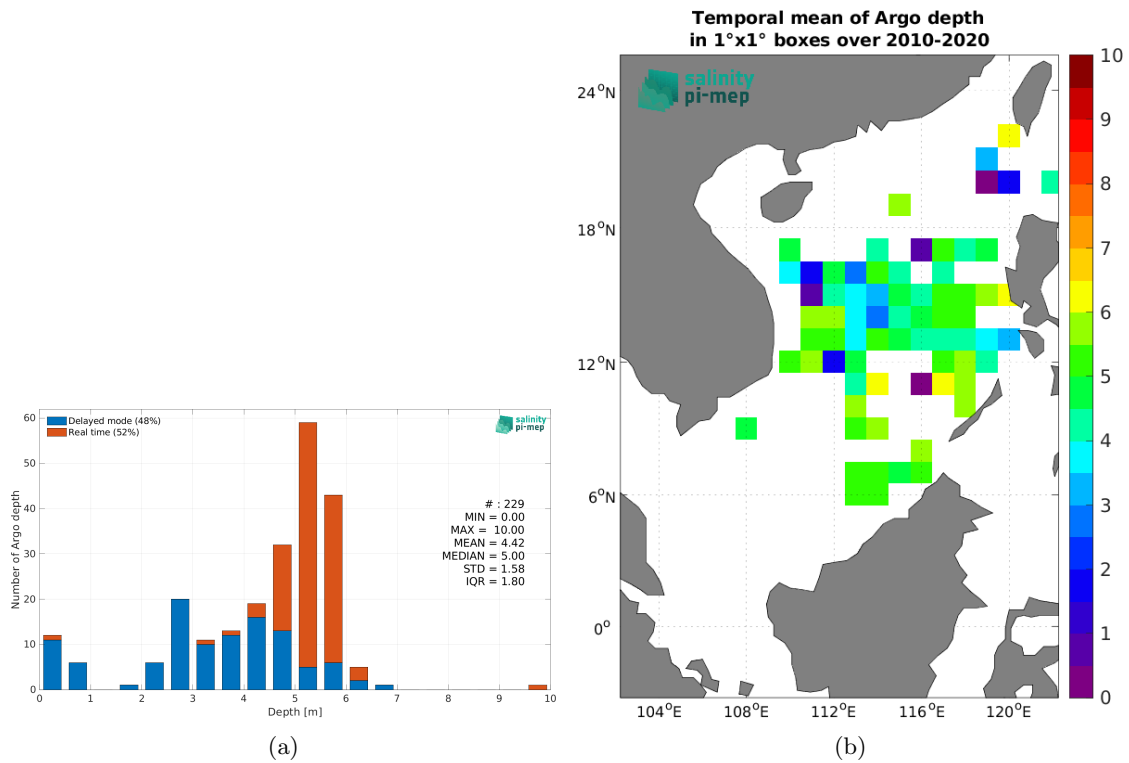 Temporal mean of Argo depth
in 1°x1° boxes over 2010-2020
salinity
pi-mep
24°N
18°N
12°N
6°N
0°
104°E
108°E
112°E
116°E
120°E
10
9
8
7
6
5
4
3
2
1
0
Delayed mode (48%)
Real time (52%)
salinity
pi-mep
# : 229
MIN = 0.00
MAX = 10.00
MEAN = 4.42
MEDIAN = 5.00
STD = 1.58
IQR = 1.80
Number of Argo depth
60
50
40
30
20
10
0
0 1 2 3 4 5 6 7 8 9 10
Depth [m]
(a)
(b)